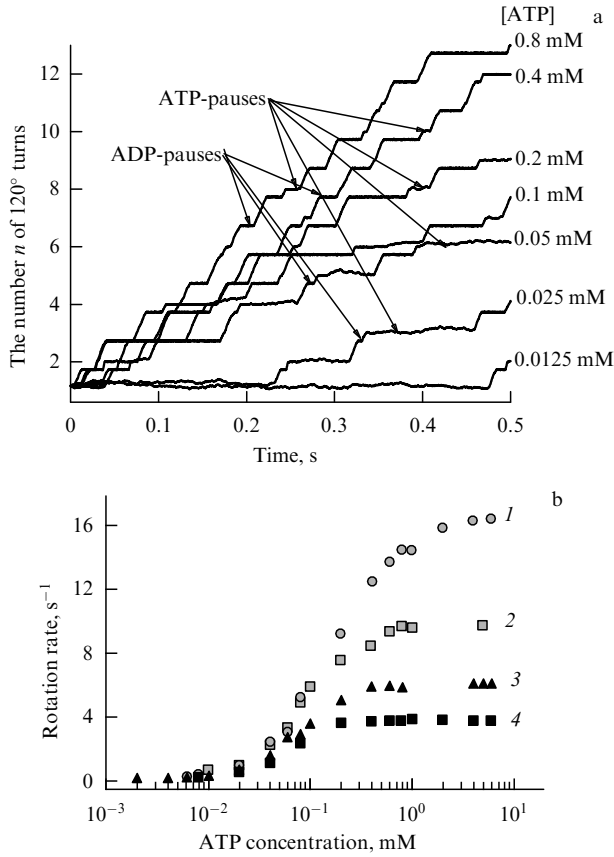 [ATP]
a
0.8 mM
0.4 mM
0.2 mM
0.1 mM
0.05 mM
0.025 mM
0.0125 mM
ATP-pauses
ADP-pauses
The number n of 120° turns
12
10
8
6
4
2
0
0.1
0.2
0.3
0.4
0.5
Time, s
b
Rotation rate, s⁻¹
16
12
8
4
0
1
2
3
4
10⁻³
10⁻²
10⁻¹
10⁰
10¹
ATP concentration, mM